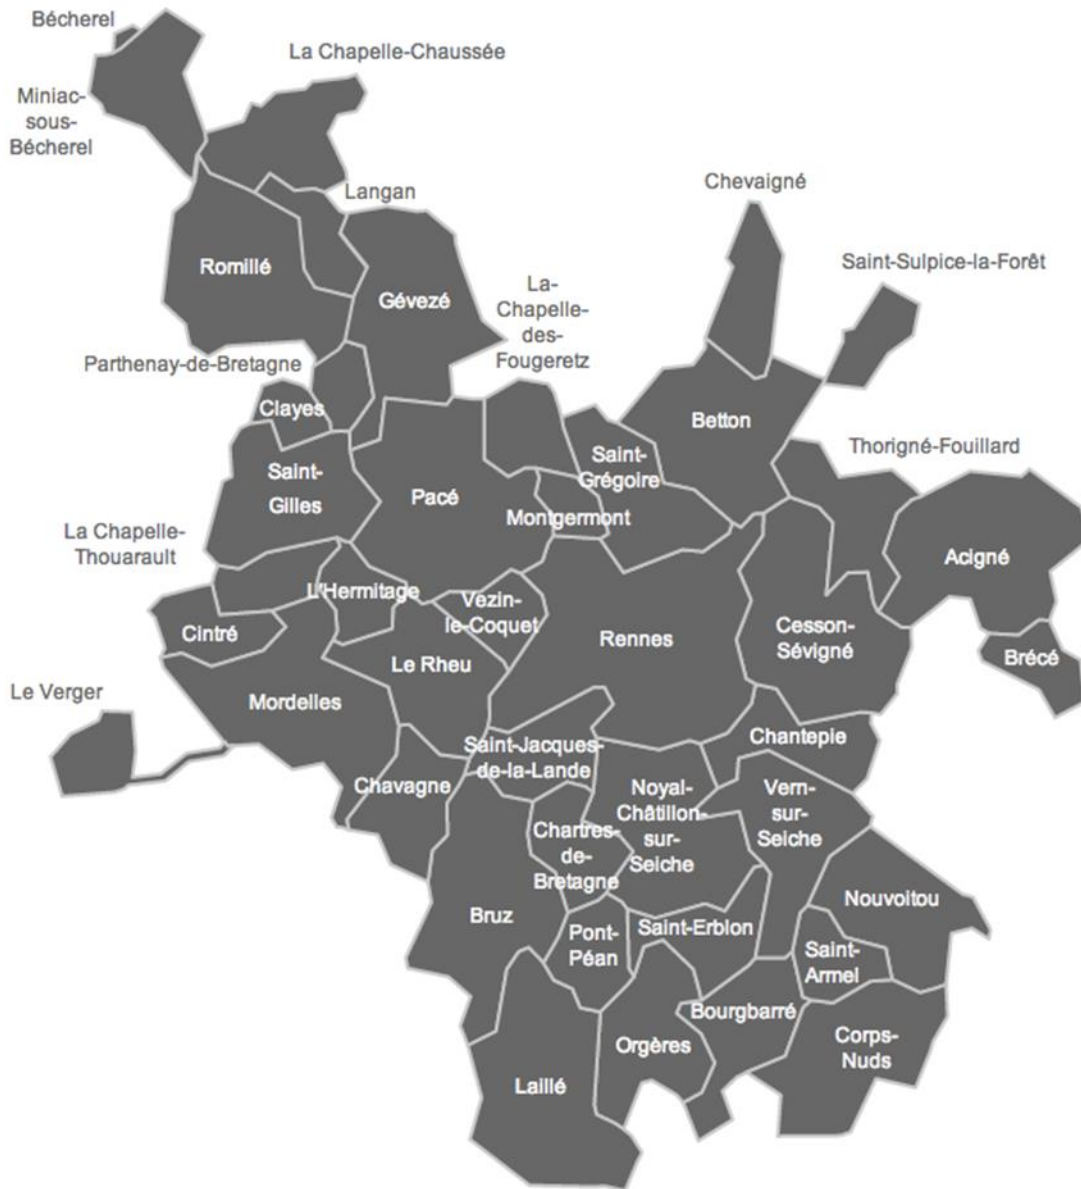 Bécherel
La Chapelle-Chaussée
Miniac-
sous-
Bécherel
Langan
Chevaigné
Romillé
Saint-Sulpice-la-Forêt
Gévezé
La-
Chapelle-
des-
Fougeretz
Parthenay-de-Bretagne
Clayes
Betton
Thorigné-Fouillard
Saint-
Gilles
Saint-
Grégoire
Pacé
Montgermont
La Chapelle-
Thouarault
Acigné
L'Hermitage
Vezin-
le-Coquet
Cintré
Rennes
Cesson-
Sévigné
Brécé
Le Rheu
Le Verger
Mordelles
Chantepie
Saint-Jacques-
de-la-Lande
Chavagne
Noyal-
Châtillon-
sur-
Seiche
Vern-
sur-
Seiche
Chartres-
de-
Bretagne
Nouvoitou
Bruz
Pont-
Péan
Saint-Erblon
Saint-
Armel
Bourgbarré
Orgères
Corps-
Nuds
Laillé